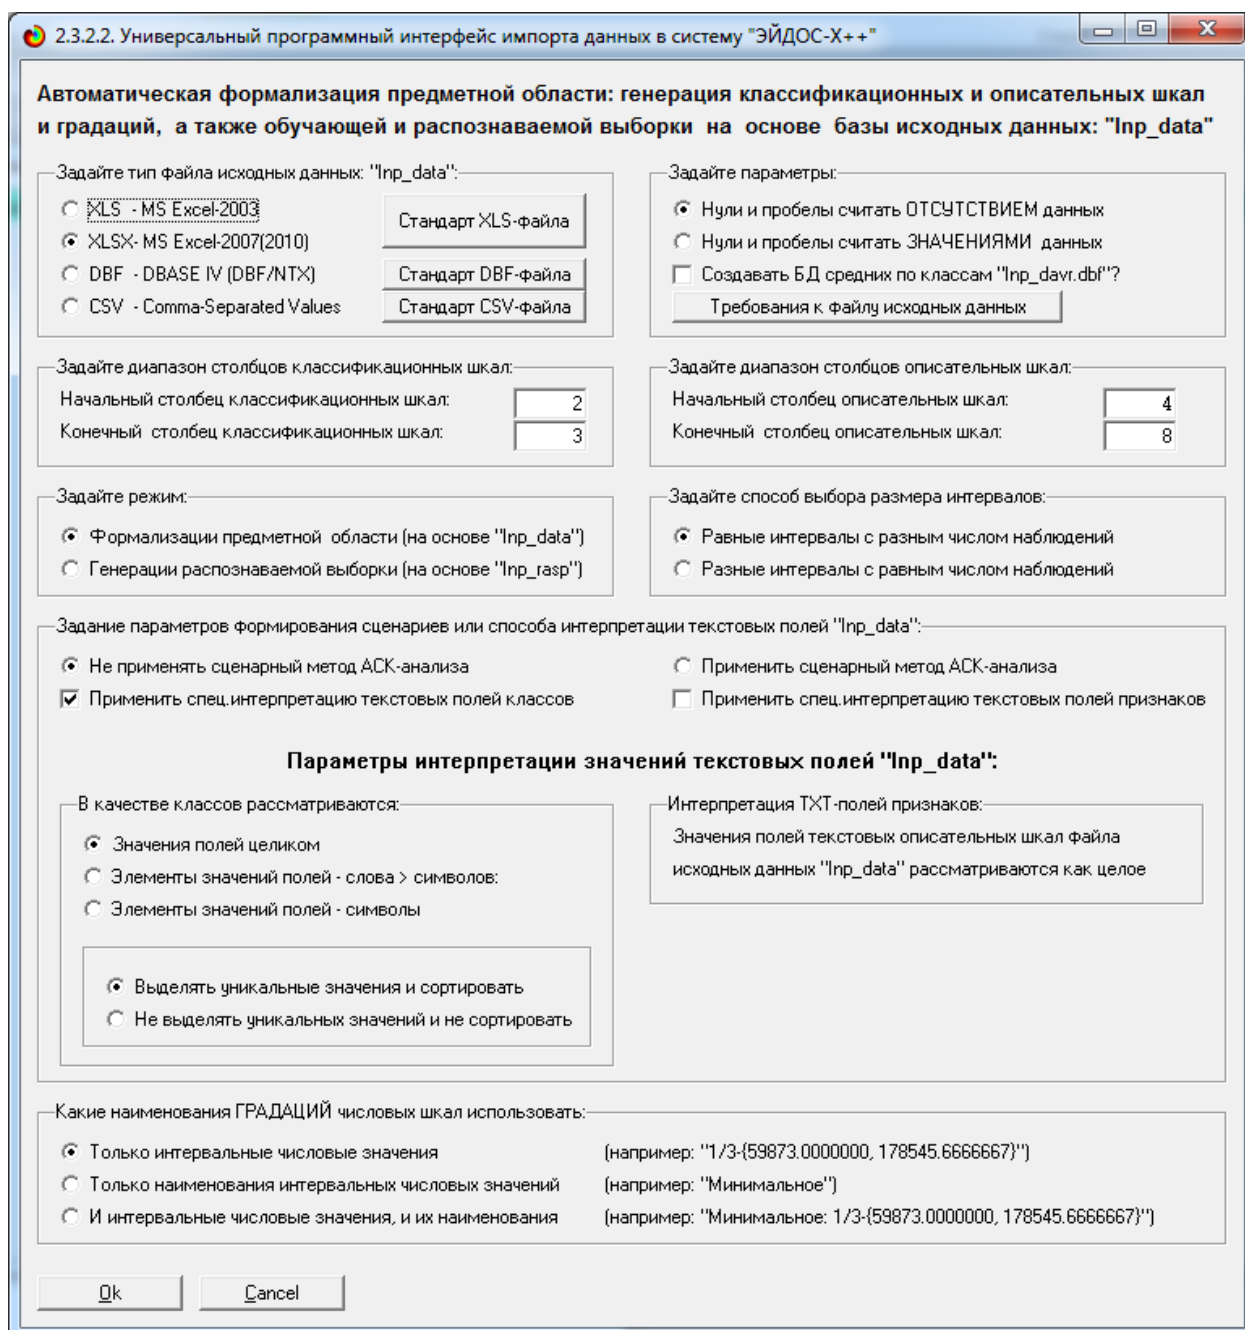 2.3.2.2. Универсальный программный интерфейс импорта данных в систему "ЭЙДОС-Х++"
Автоматическая формализация предметной области: генерация классификационных и описательных шкал
и градаций, а также обучающей и распознаваемой выборки на основе базы исходных данных: "Inp_data"
Задайте тип файла исходных данных: "Inp_data":
XLS - MS Excel-2003
Стандарт XLS-файла
XLSX- MS Excel-2007(2010)
DBF - DBASE IV (DBF/NTX)
Стандарт DBF-файла
CSV - Comma-Separated Values
Стандарт CSV-файла
Задайте параметры:
Нули и пробелы считать ОТСУТСТВИЕМ данных
Нули и пробелы считать ЗНАЧЕНИЯМИ данных
Создавать БД средних по классам "Inp_davr.dbf"?
Требования к файлу исходных данных
Задайте диапазон столбцов классификационных шкал:
Начальный столбец классификационных шкал: 2
Конечный столбец классификационных шкал: 3
Задайте диапазон столбцов описательных шкал:
Начальный столбец описательных шкал: 4
Конечный столбец описательных шкал: 8
Задайте режим:
Формализации предметной области (на основе "Inp_data")
Генерации распознаваемой выборки (на основе "Inp_rasp")
Задайте способ выбора размера интервалов:
Равные интервалы с разным числом наблюдений
Разные интервалы с равным числом наблюдений
Задание параметров формирования сценариев или способа интерпретации текстовых полей "Inp_data":
Не применять сценарный метод АСК-анализа
Применить сценарный метод АСК-анализа
Применить спец.интерпретацию текстовых полей классов
Применить спец.интерпретацию текстовых полей признаков
Параметры интерпретации значений текстовых полей "Inp_data":
В качестве классов рассматриваются:
Значения полей целиком
Элементы значений полей - слова > символов:
Элементы значений полей - символы
Выделять уникальные значения и сортировать
Не выделять уникальных значений и не сортировать
Интерпретация TXT-полей признаков:
Значения полей текстовых описательных шкал файла
исходных данных "Inp_data" рассматриваются как целое
Какие наименования ГРАДАЦИЙ числовых шкал использовать:
Только интервальные числовые значения (например: "1/3-{59873.0000000, 178545.6666667}")
Только наименования интервальных числовых значений (например: "Минимальное")
И интервальные числовые значения, и их наименования (например: "Минимальное: 1/3-{59873.0000000, 178545.6666667}")
Ok
Cancel